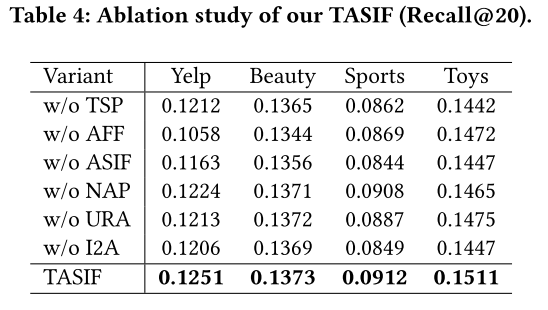 Table 4: Ablation study of our TASIF (Recall@20).
Variant Yelp Beauty Sports Toys
w/o TSP 0.1212 0.1365 0.0862 0.1442
w/o AFF 0.1058 0.1344 0.0869 0.1472
w/o ASIF 0.1163 0.1356 0.0844 0.1447
w/o NAP 0.1224 0.1371 0.0908 0.1465
w/o URA 0.1213 0.1372 0.0887 0.1475
w/o I2A 0.1206 0.1369 0.0849 0.1447
TASIF 0.1251 0.1373 0.0912 0.1511